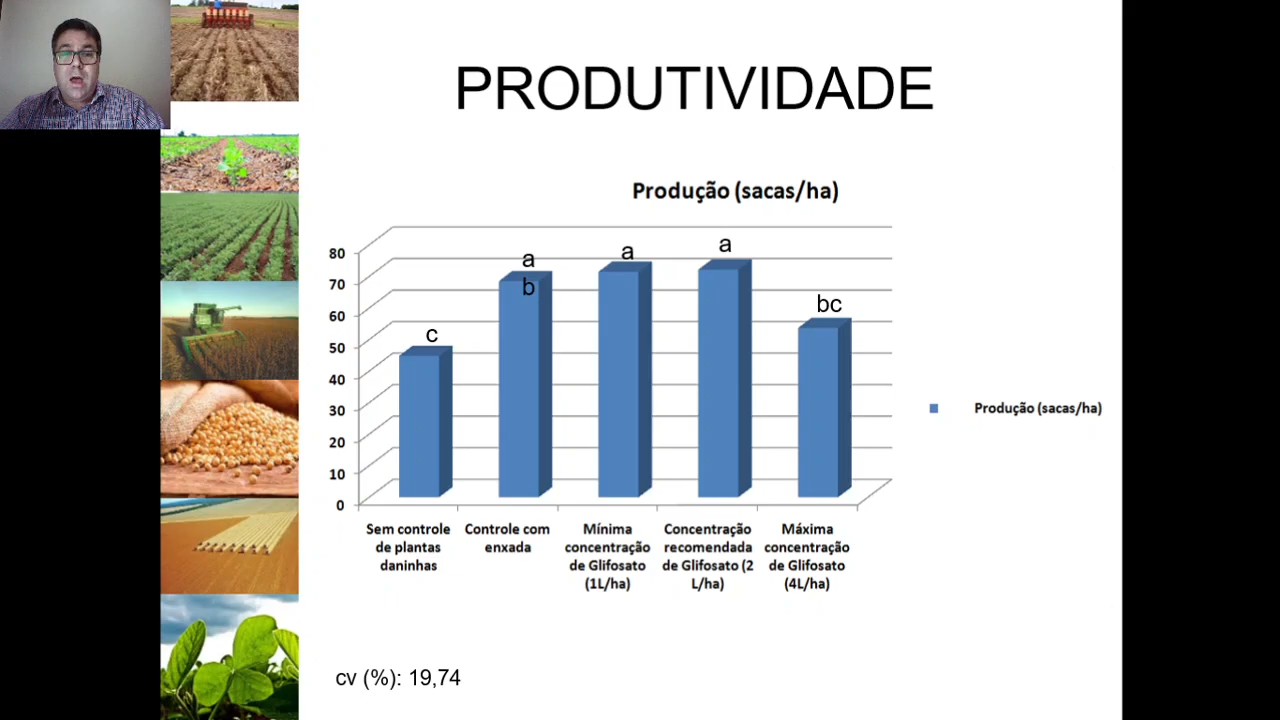 PRODUTIVIDADE
Produção (sacas/ha)
80
70
60
50
40
30
20
10
0
c
a
b
a
a
bc
Sem controle
de plantas
daninhas
Controle com
enxada
Mínima
concentração
de Glifosato
(1L/ha)
Concentração
recomendada
de Glifosato (2
L/ha)
Máxima
concentração
de Glifosato
(4L/ha)
Produção (sacas/ha)
cv (%): 19,74